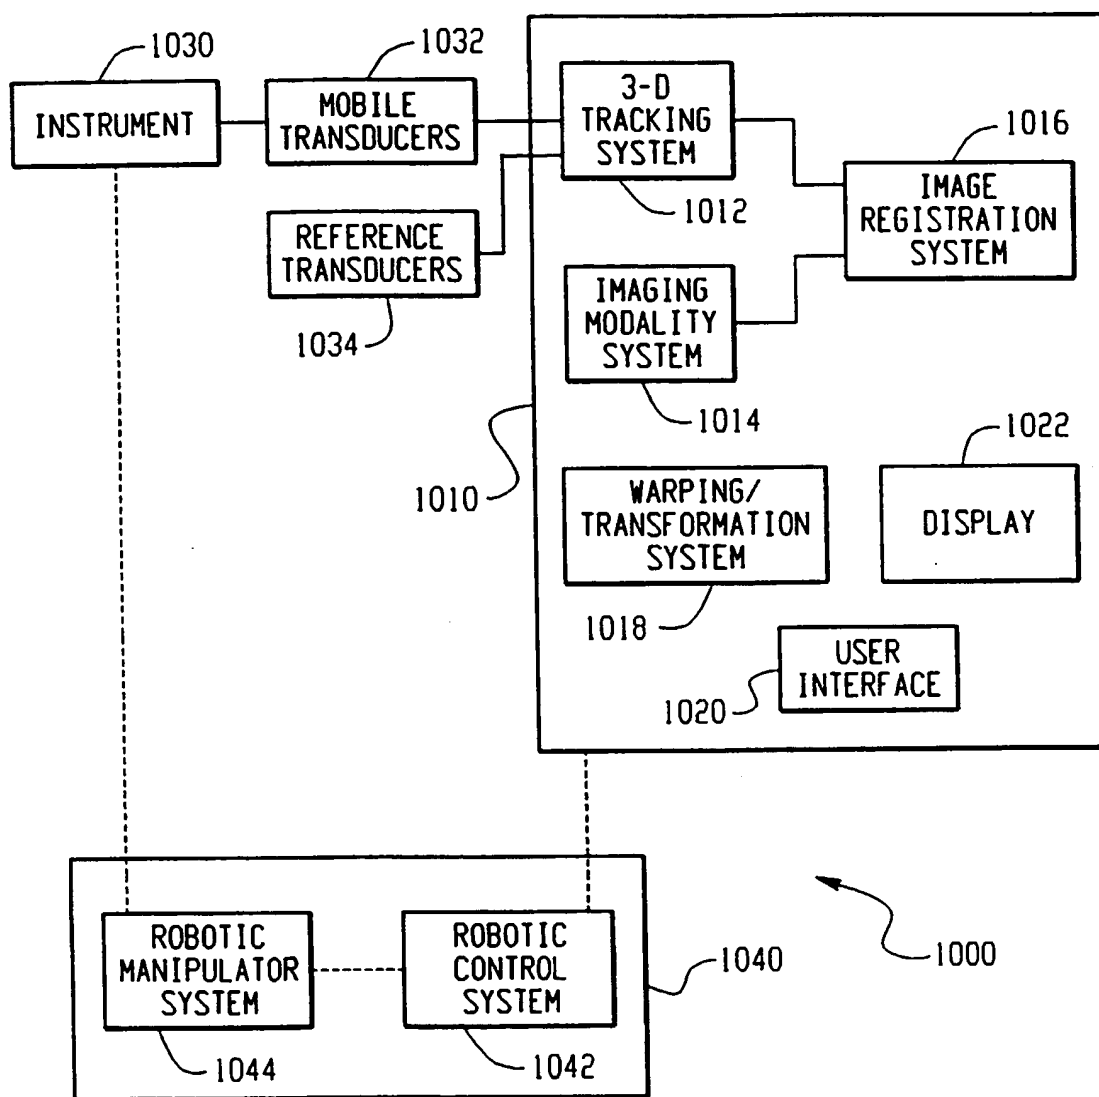 1030
INSTRUMENT
1032
MOBILE
TRANSDUCERS
REFERENCE
TRANSDUCERS
1034
3-D
TRACKING
SYSTEM
1012
1016
IMAGE
REGISTRATION
SYSTEM
IMAGING
MODALITY
SYSTEM
1014
1010
WARPING/
TRANSFORMATION
SYSTEM
1018
1022
DISPLAY
USER
INTERFACE
1020
ROBOTIC
MANIPULATOR
SYSTEM
1044
ROBOTIC
CONTROL
SYSTEM
1042
1040
1000